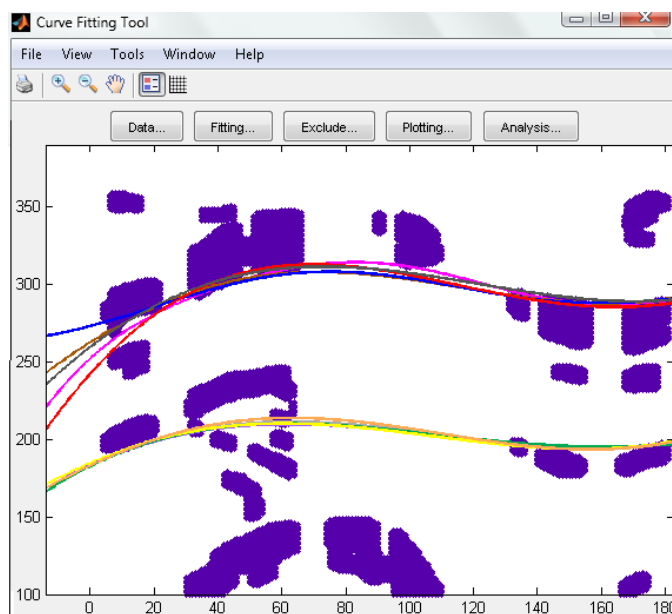 Curve Fitting Tool
File View Tools Window Help
Data... Fitting... Exclude... Plotting... Analysis...
350
300
250
200
150
100
0 20 40 60 80 100 120 140 160 180